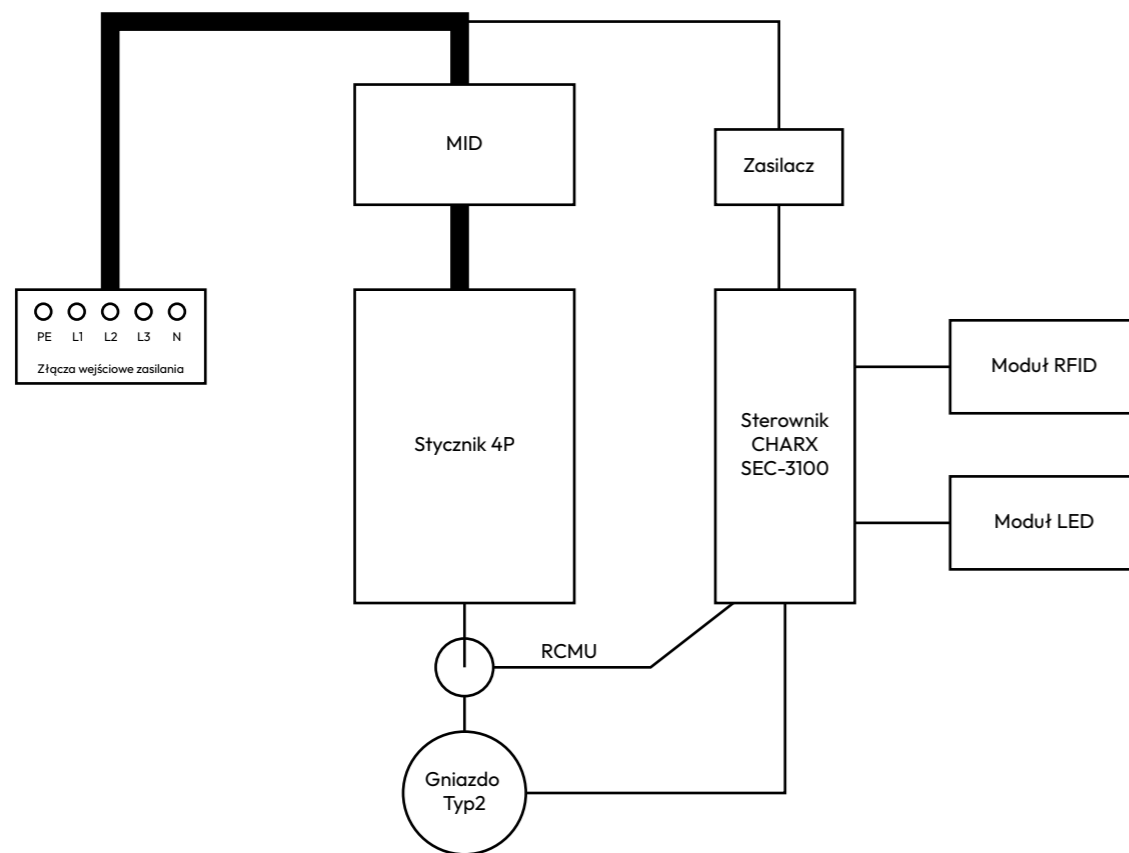 MID
Zasilacz
PE L1 L2 L3 N
Złącza wejściowe zasilania
Stycznik 4P
Sterownik
CHARX
SEC-3100
Moduł RFID
Moduł LED
RCMU
Gniazdo
Typ2